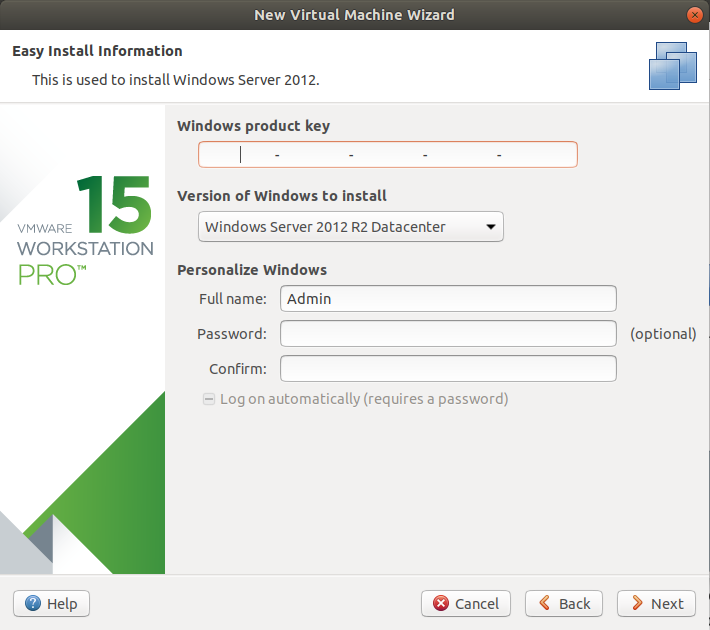 New Virtual Machine Wizard
Easy Install Information
This is used to install Windows Server 2012.
VMWARE 15
WORKSTATION
PRO™
Windows product key
- - - -
Version of Windows to install
Windows Server 2012 R2 Datacenter
Personalize Windows
Full name: Admin
Password: (optional)
Confirm:
Log on automatically (requires a password)
Help Cancel Back Next